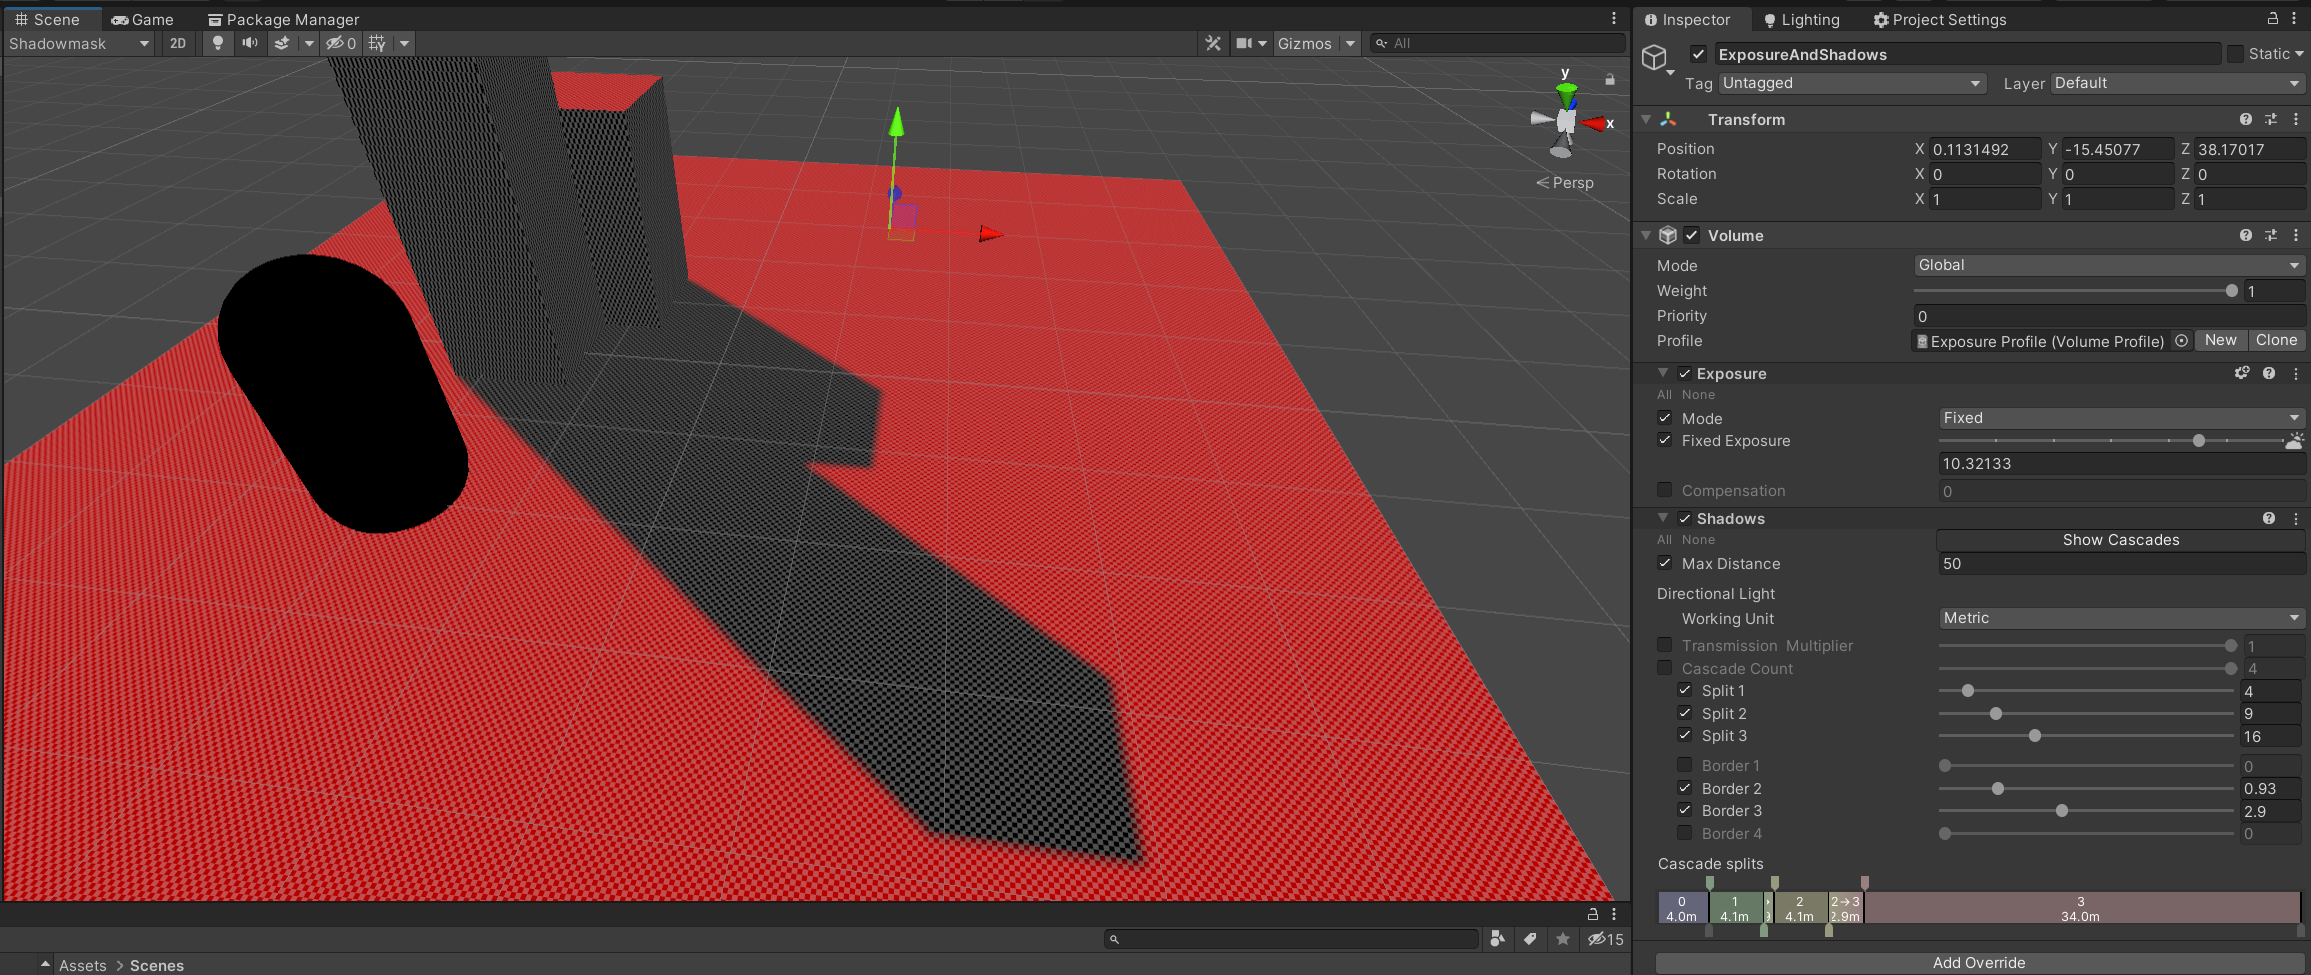 Scene Game Package Manager
Shadowmask 2D 0 Gizmos All
y
x
Persp
15
Assets > Scenes
Inspector Lighting Project Settings
ExposureAndShadows Static
Tag Untagged Layer Default
Transform
Position X 0.1131492 Y -15.45077 Z 38.17017
Rotation X 0 Y 0 Z 0
Scale X 1 Y 1 Z 1
Volume
Mode Global
Weight 1
Priority 0
Profile Exposure Profile (Volume Profile) New Clone
Exposure
All None
Mode Fixed
Fixed Exposure
10.32133
Compensation 0
Shadows
All None Show Cascades
Max Distance 50
Directional Light
Working Unit Metric
Transmission Multiplier 1
Cascade Count 4
Split 1 4
Split 2 9
Split 3 16
Border 1 0
Border 2 0.93
Border 3 2.9
Border 4 0
Cascade splits
0 1 2 2→3 3
4.0m 4.1m 4.1m 2.9m 34.0m
Add Override